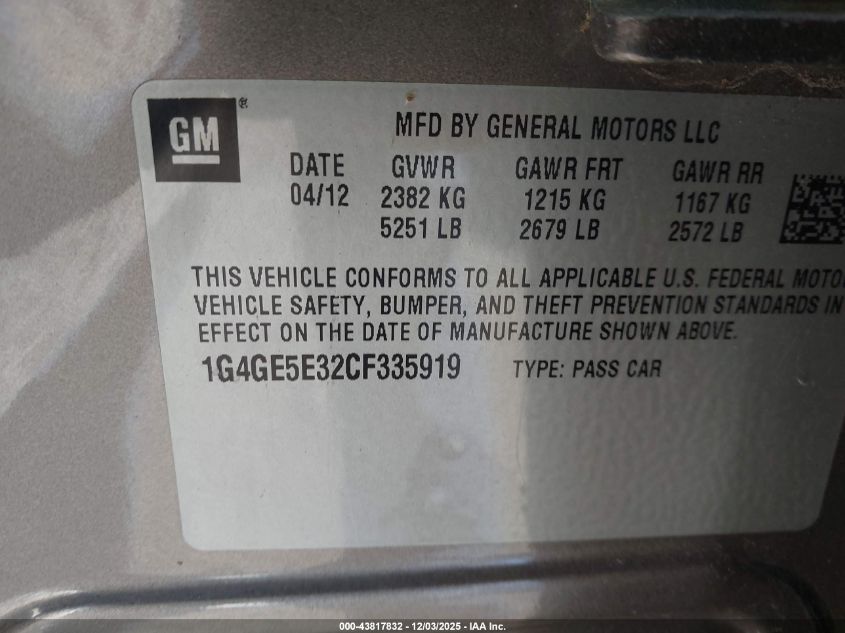 GM ®
MFD BY GENERAL MOTORS LLC
DATE GVWR GAWR FRT GAWR RR
04/12 2382 KG 1215 KG 1167 KG
5251 LB 2679 LB 2572 LB
THIS VEHICLE CONFORMS TO ALL APPLICABLE U.S. FEDERAL MOTO
VEHICLE SAFETY, BUMPER, AND THEFT PREVENTION STANDARDS IN
EFFECT ON THE DATE OF MANUFACTURE SHOWN ABOVE.
1G4GE5E32CF335919 TYPE: PASS CAR
000-43817832 - 12/03/2025 - IAA Inc.